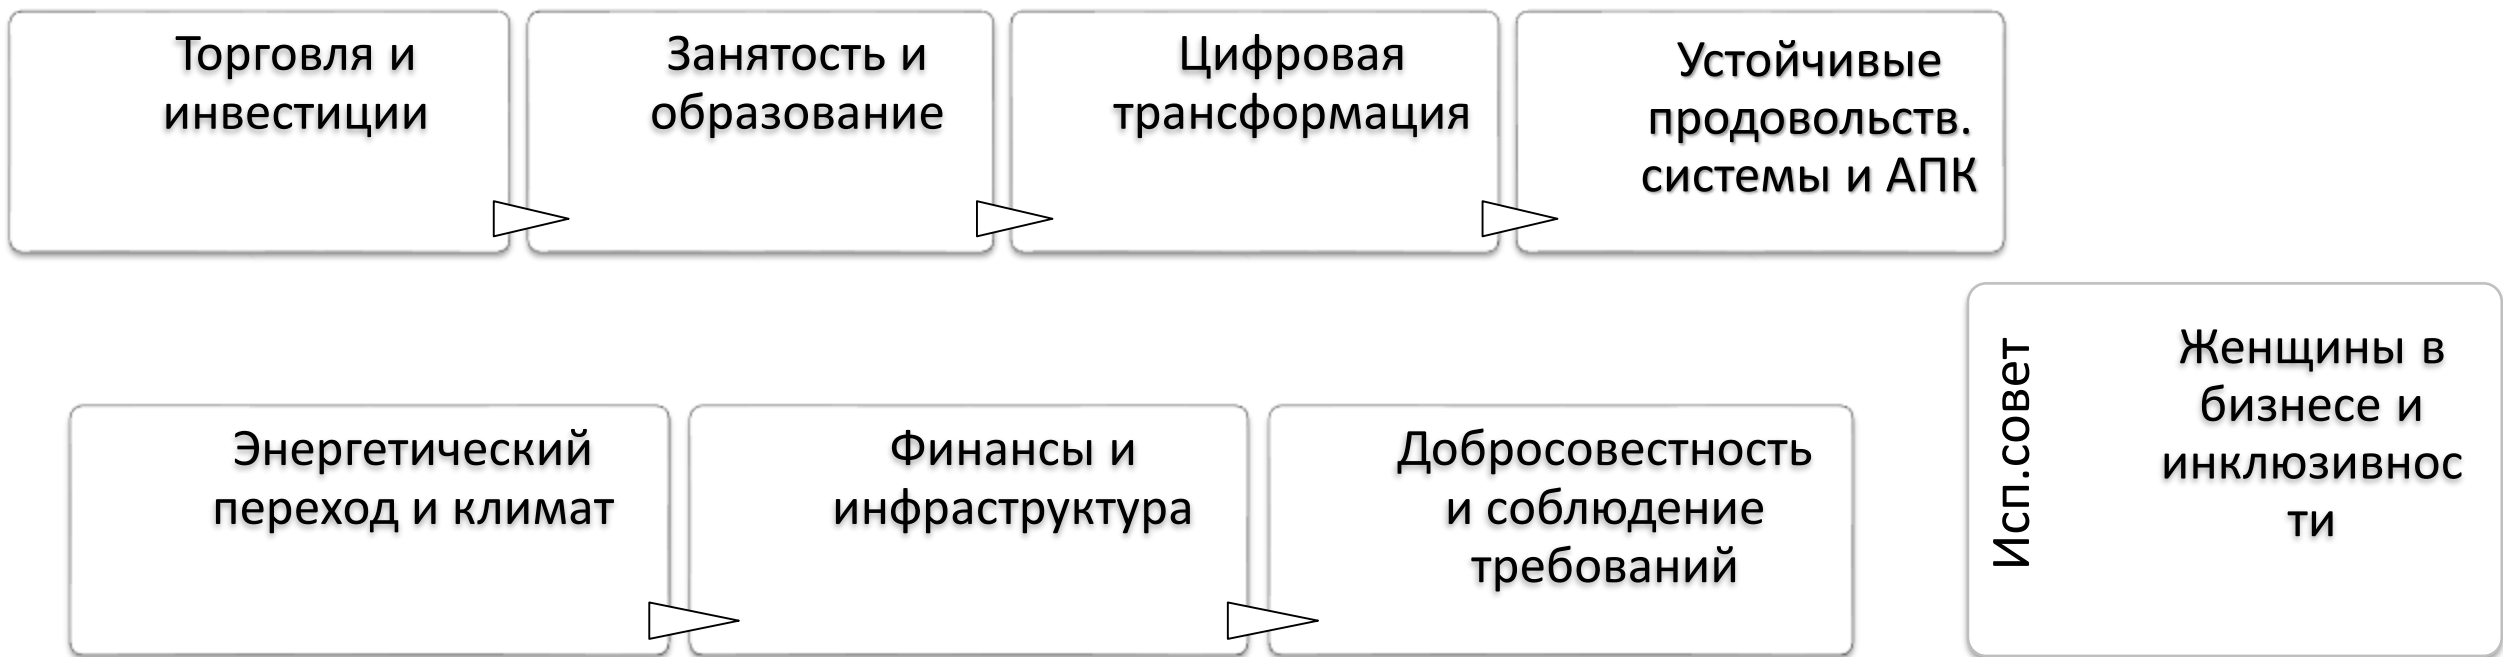 Торговля и
инвестиции
Занятость и
образование
Цифровая
трансформация
Устойчивые
продовольств.
системы и АПК
Энергетический
переход и климат
Финансы и
инфраструктура
Добросовестность
и соблюдение
требований
Исп.совет
Женщины в
бизнесе и
инклюзивнос
ти